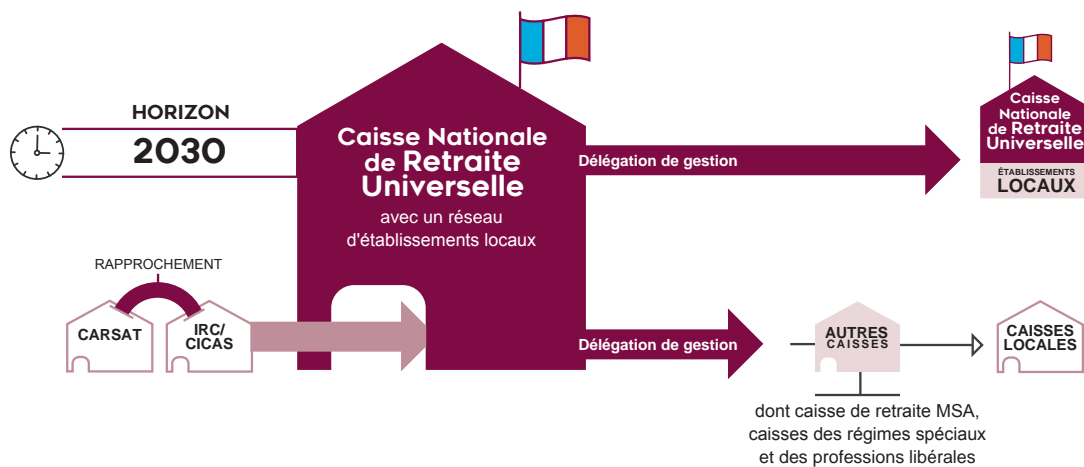 HORIZON
2030
Caisse Nationale
de Retraite
Universelle
avec un réseau
d'établissements locaux
Délégation de gestion
Caisse
Nationale
de Retraite
Universelle
ÉTABLISSEMENTS
LOCAUX
RAPPROCHEMENT
CARSAT
IRC/
CICAS
Délégation de gestion
AUTRES
CAISSES
CAISSES
LOCALES
dont caisse de retraite MSA,
caisses des régimes spéciaux
et des professions libérales